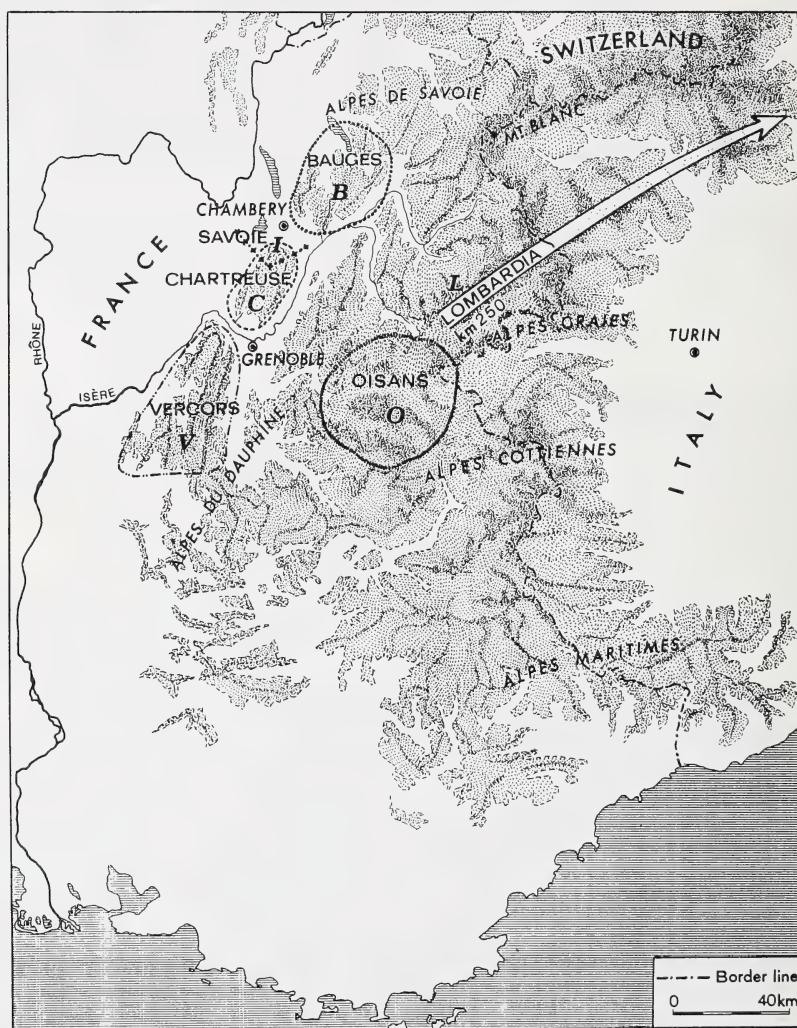 SWITZERLAND
ALPES DE SAVOIE
MT. BLANC
BAUGES
B
CHAMBERY
SAVOIE
I
CHARTREUSE
C
FRANCE
L
LOMBARDIA
km 250
ALPES GRAIES
TURIN
RHÔNE
GRENOBLE
ISÈRE
OISANS
O
VERCORS
V
ITALY
ALPES COTTIENNES
ALPES DU DAUPHINE
ALPES MARITIMES
Border line
0 40km